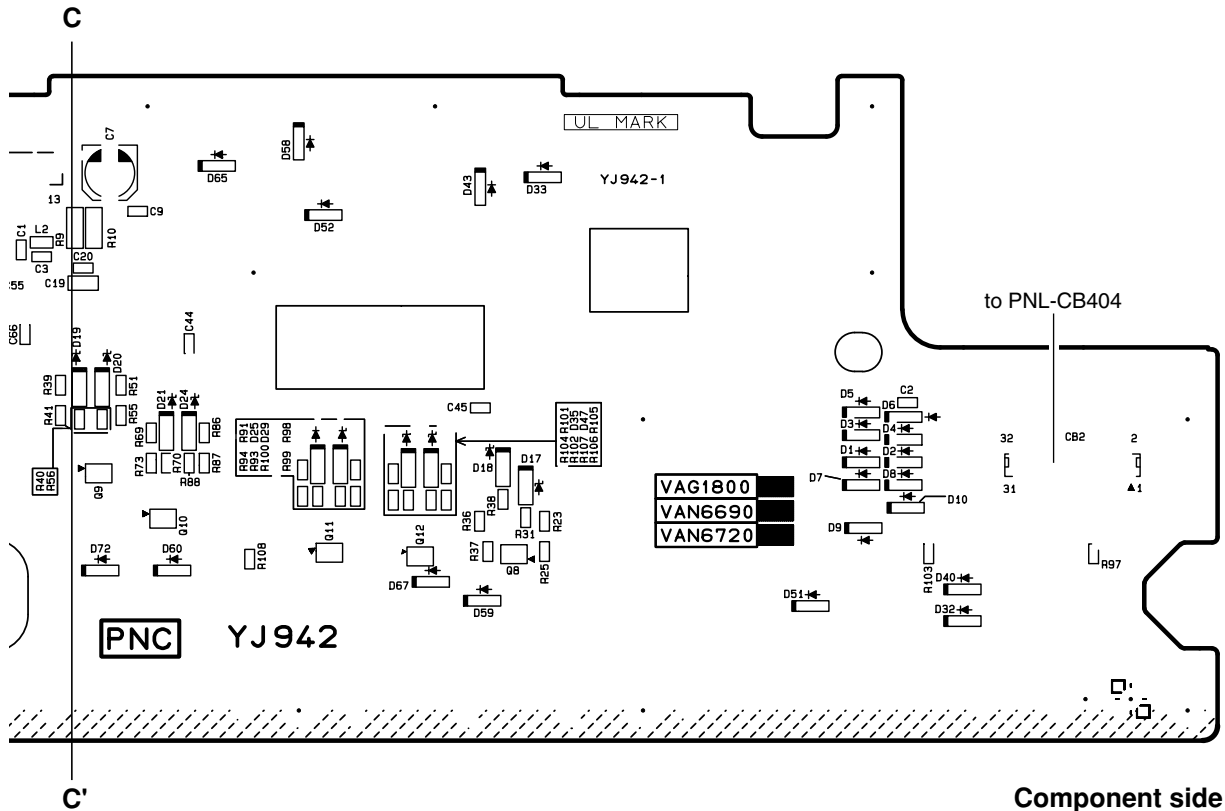 C
UL MARK
C7
D58
D65
D43
D33
YJ942-1
13
C9
D52
C1
L2
R9
R10
C3
C20
C55
C19
to PNL-CB404
C66
D19
D20
C44
R39
R51
R41
R55
D21
D24
R69
R86
R73
R70
R88
R87
R91
D25
D29
R98
R94
R93
R100
R99
C45
R101
D35
D47
R105
R104
R102
R107
R106
D5
C2
D6
D3
D4
D1
D2
D7
D8
D10
D9
32
CB2
2
31
1
R40
R56
Q9
Q10
Q11
Q12
D18
D17
R38
R36
R31
R23
R37
Q8
R25
VAG1800
VAN6690
VAN6720
D72
D60
R108
D67
D59
D51
R103
R97
D40
D32
PNC
YJ942
C'
Component side